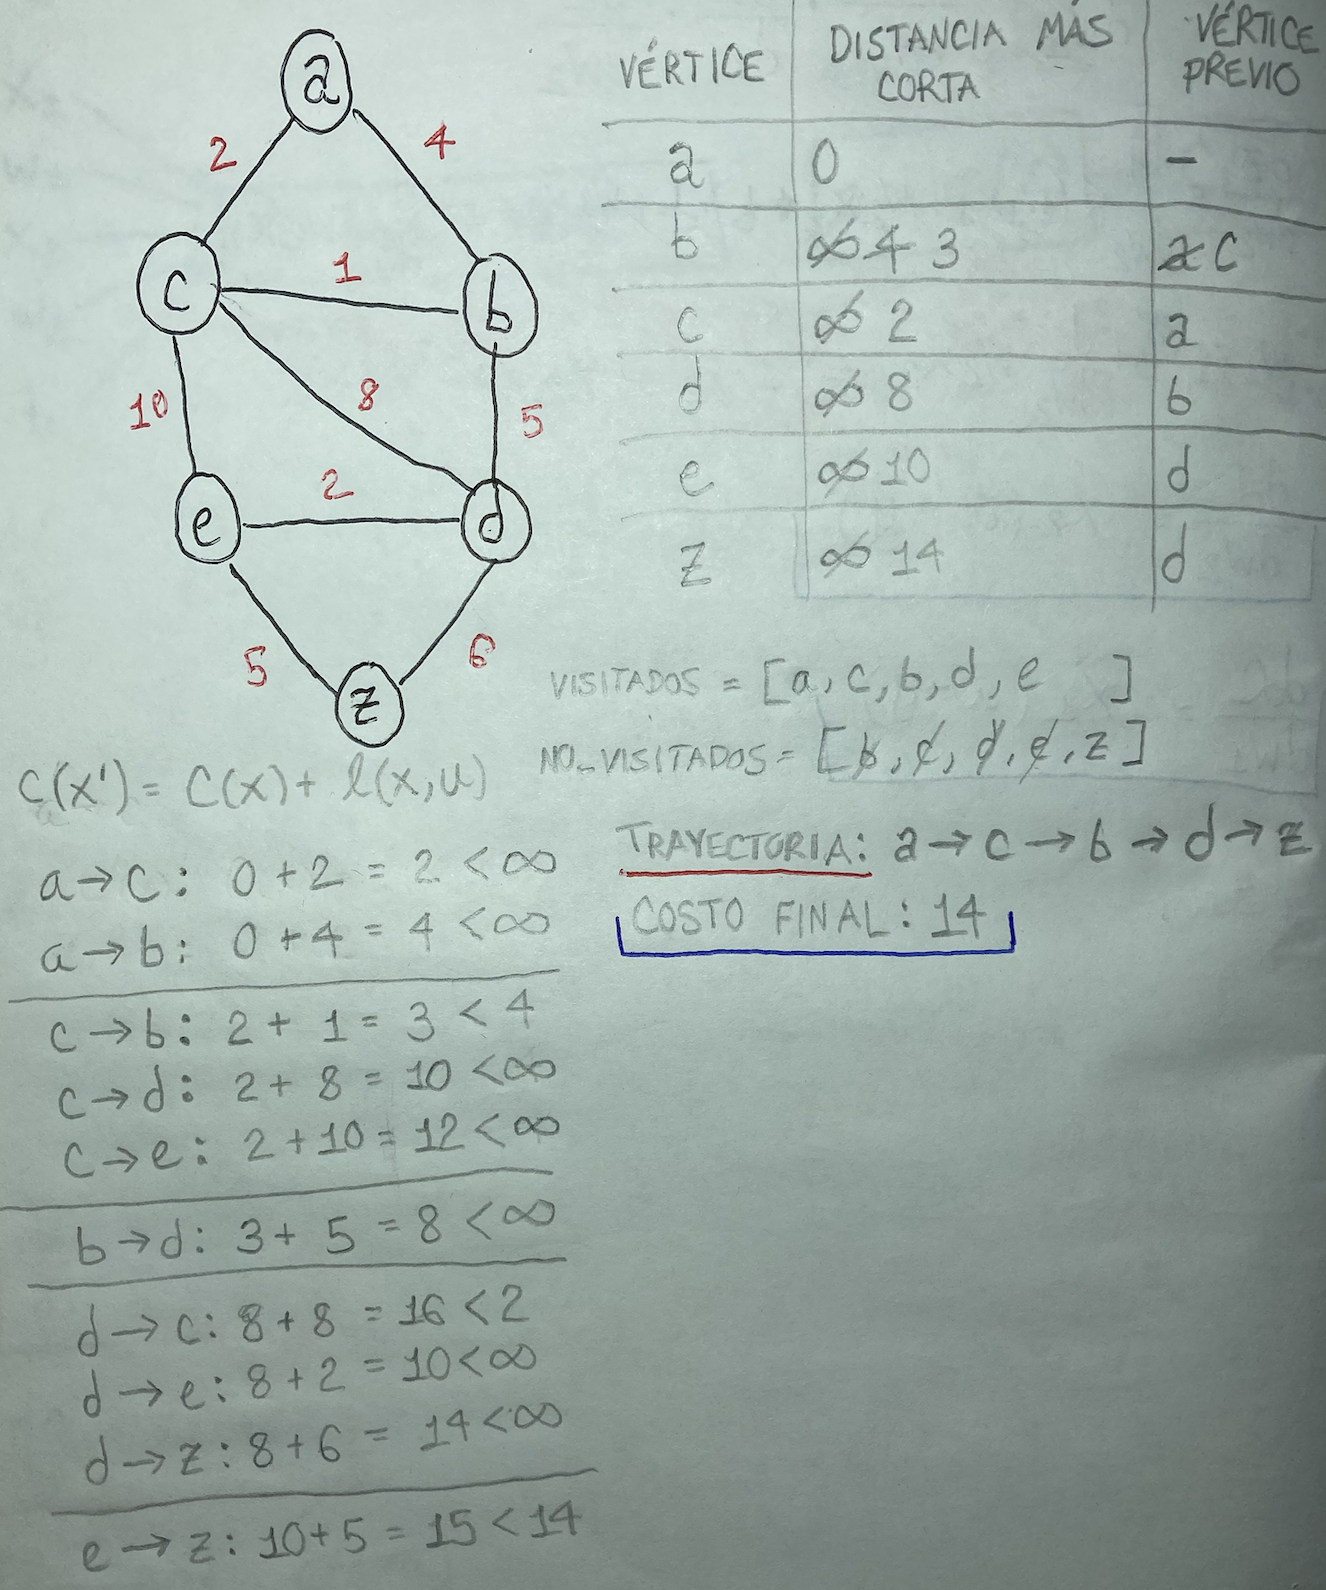 a
2
4
c
1
b
10
8
5
e
2
d
5
6
z
VÉRTICE DISTANCIA MÁS CORTA VÉRTICE PREVIO
a 0 -
b ∞ 4 3 a c
c ∞ 2 a
d ∞ 8 b
e ∞ 10 d
z ∞ 14 d
VISITADOS = [a, c, b, d, e ]
NO_VISITADOS = [b, c, d, e, z]
TRAYECTORIA: a → c → b → d → z
COSTO FINAL: 14
C(x') = C(x) + l(x,u)
a → c: 0 + 2 = 2 < ∞
a → b: 0 + 4 = 4 < ∞
c → b: 2 + 1 = 3 < 4
c → d: 2 + 8 = 10 < ∞
c → e: 2 + 10 = 12 < ∞
b → d: 3 + 5 = 8 < ∞
d → c: 8 + 8 = 16 < 2
d → e: 8 + 2 = 10 < ∞
d → z: 8 + 6 = 14 < ∞
e → z: 10 + 5 = 15 < 14